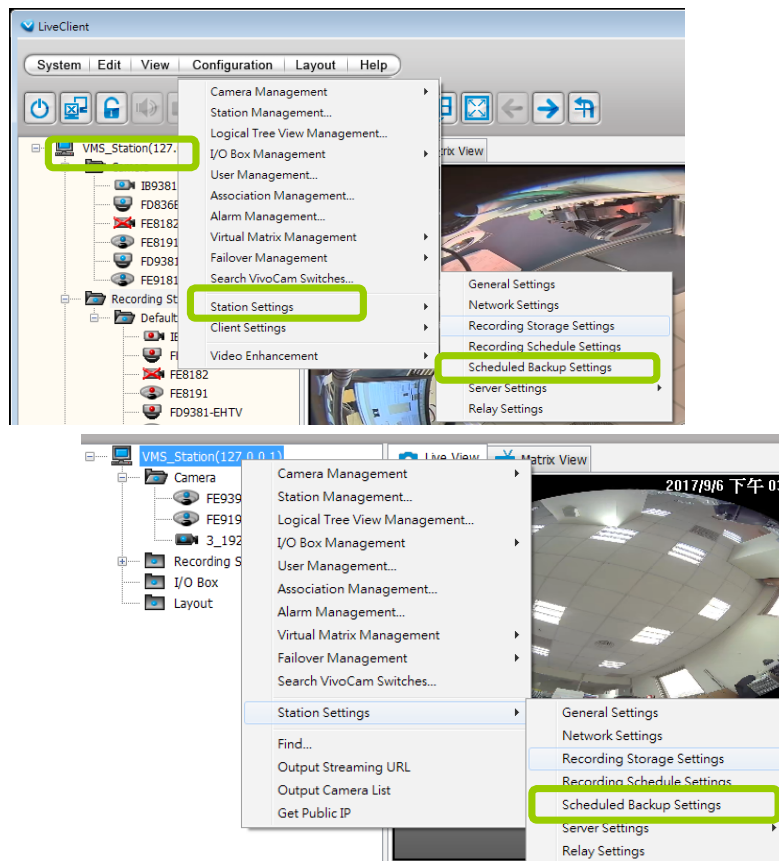 LiveClient
System Edit View Configuration Layout Help
VMS_Station(127.
IB9381
FD836
FE8182
FE8191
FD9381
FE9181
Recording St
Default
FE8182
FE8191
FD9381-EHTV
Camera Management
Station Management...
Logical Tree View Management...
I/O Box Management
User Management...
Association Management...
Alarm Management...
Virtual Matrix Management
Failover Management
Search VivoCam Switches...
Station Settings
Client Settings
Video Enhancement
trix View
General Settings
Network Settings
Recording Storage Settings
Recording Schedule Settings
Scheduled Backup Settings
Server Settings
Relay Settings
VMS_Station(127.0.0.1)
Camera
FE939
FE919
3_192
Recording S
I/O Box
Layout
Live View Matrix View
2017/9/6 下午 03
Camera Management
Station Management...
Logical Tree View Management...
I/O Box Management
User Management...
Association Management...
Alarm Management...
Virtual Matrix Management
Failover Management
Search VivoCam Switches...
Station Settings
Find...
Output Streaming URL
Output Camera List
Get Public IP
General Settings
Network Settings
Recording Storage Settings
Recording Schedule Settings
Scheduled Backup Settings
Server Settings
Relay Settings